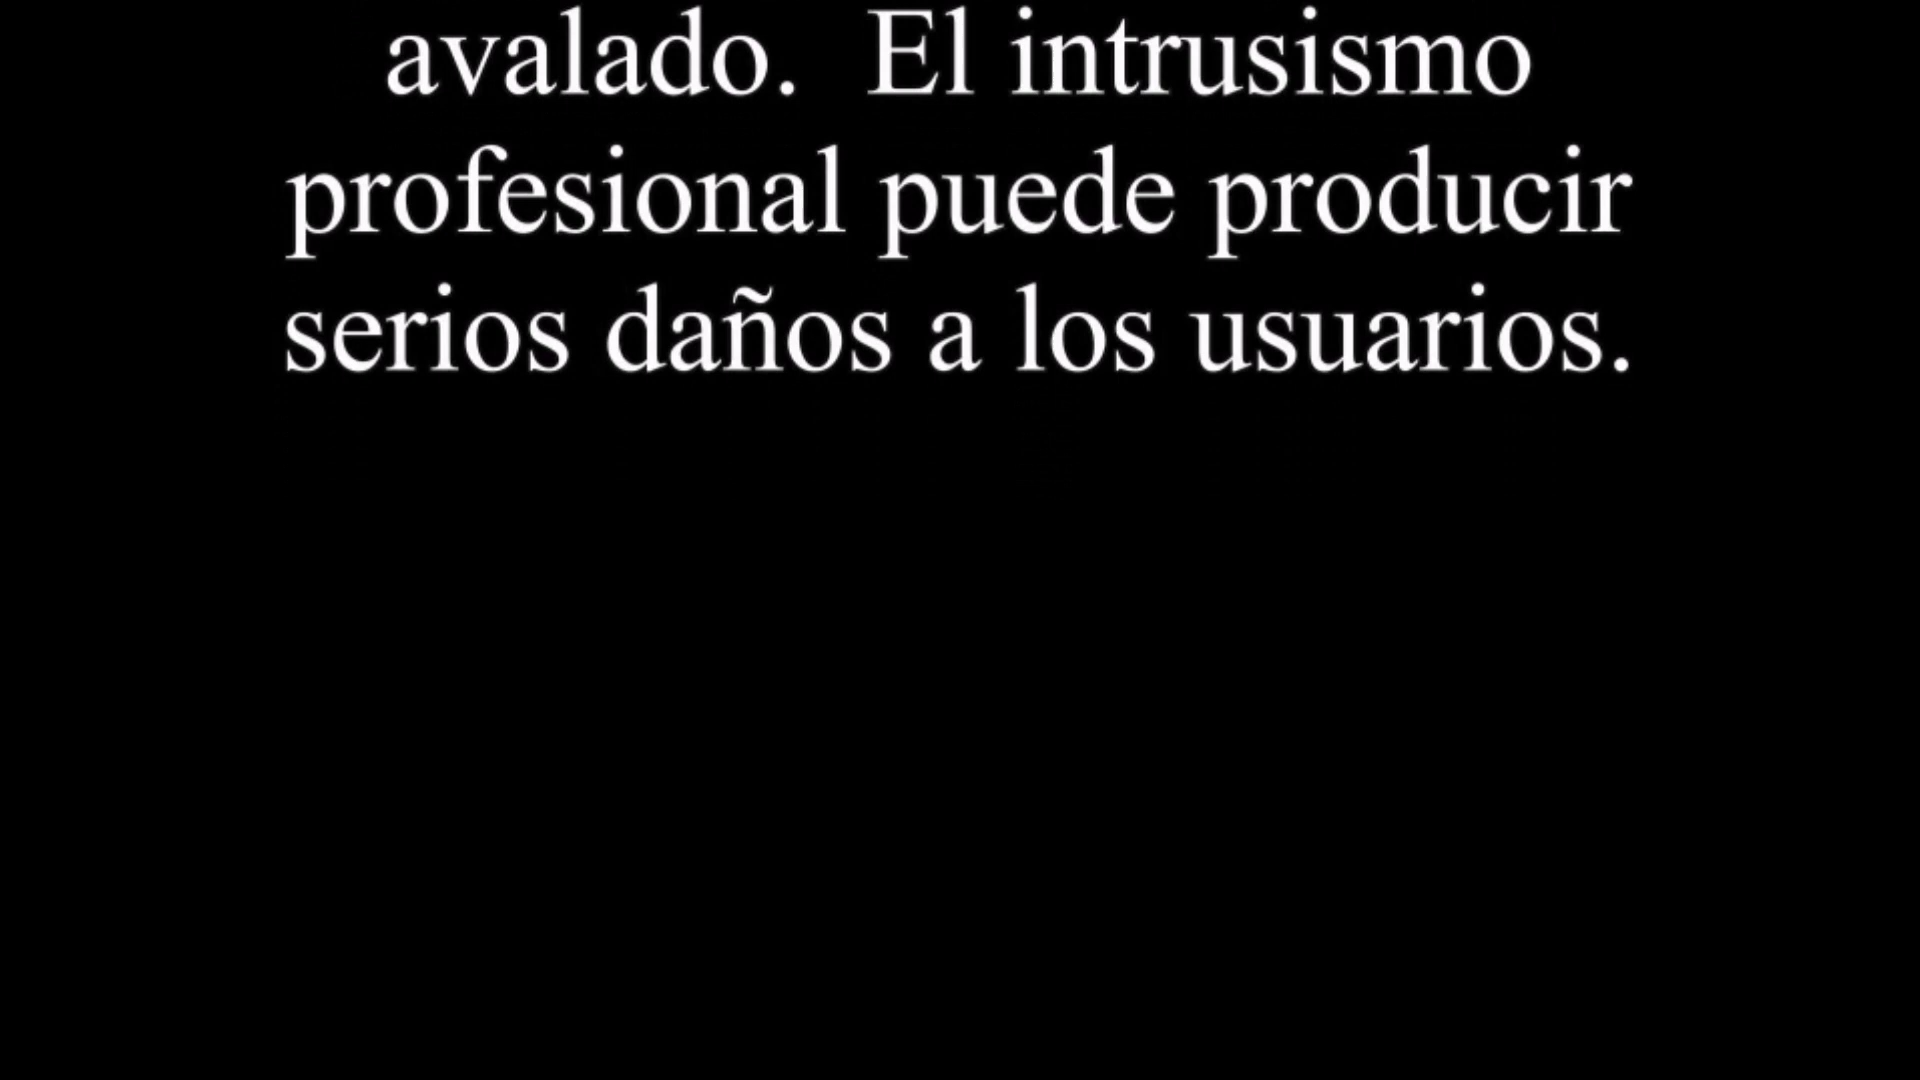 avalado.  El intrusismo
profesional puede producir
serios daños a los usuarios.